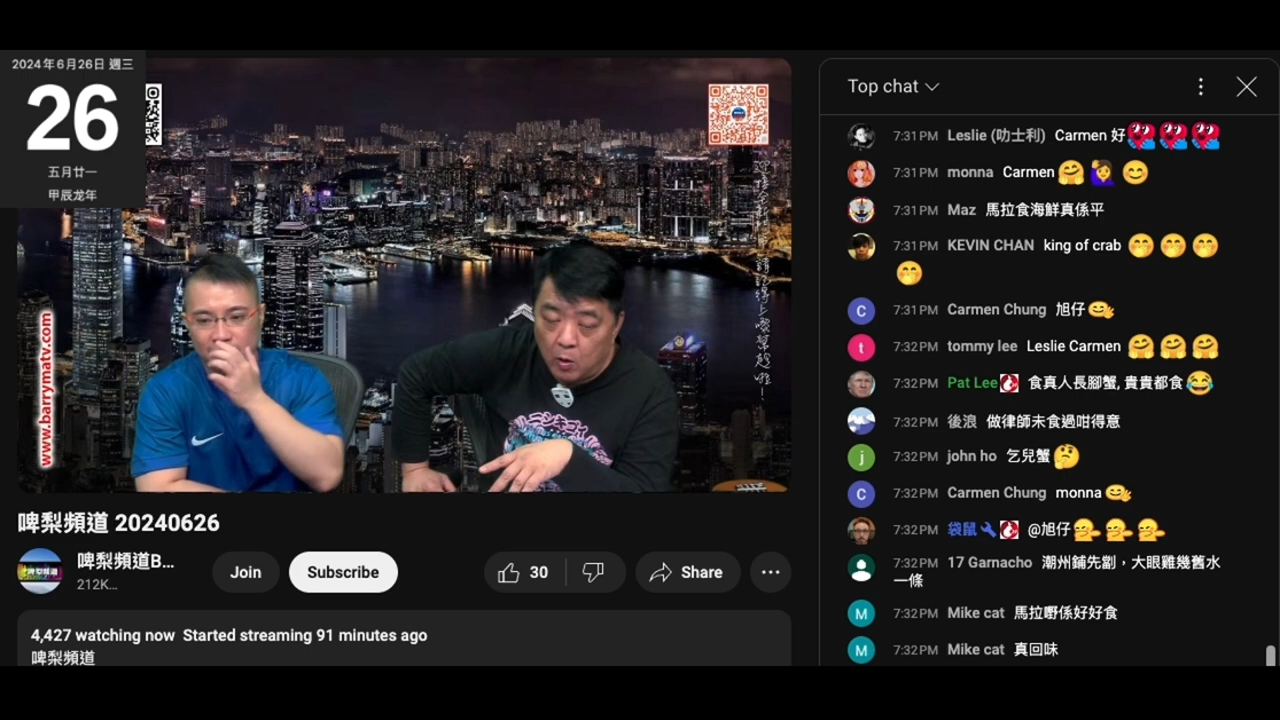 2024年6月26日 週三
26
五月廿一
甲辰龙年
www.barrymatv.com
啤梨頻道 20240626
啤梨頻道B...
212K...
Join
Subscribe
30
Share
4,427 watching now Started streaming 91 minutes ago
啤梨頻道
Top chat
7:31 PM Leslie (叻士利) Carmen 好
7:31 PM monna Carmen
7:31 PM Maz 馬拉食海鮮真係平
7:31 PM KEVIN CHAN king of crab
C 7:31 PM Carmen Chung 旭仔
t 7:32 PM tommy lee Leslie Carmen
7:32 PM Pat Lee 食真人長腳蟹, 貴貴都食
7:32 PM 後浪 做律師未食過咁得意
j 7:32 PM john ho 乞兒蟹
C 7:32 PM Carmen Chung monna
7:32 PM 袋鼠 @旭仔
7:32 PM 17 Garnacho 潮州鋪先劏，大眼雞幾舊水
一條
M 7:32 PM Mike cat 馬拉嘢係好好食
M 7:32 PM Mike cat 真回味